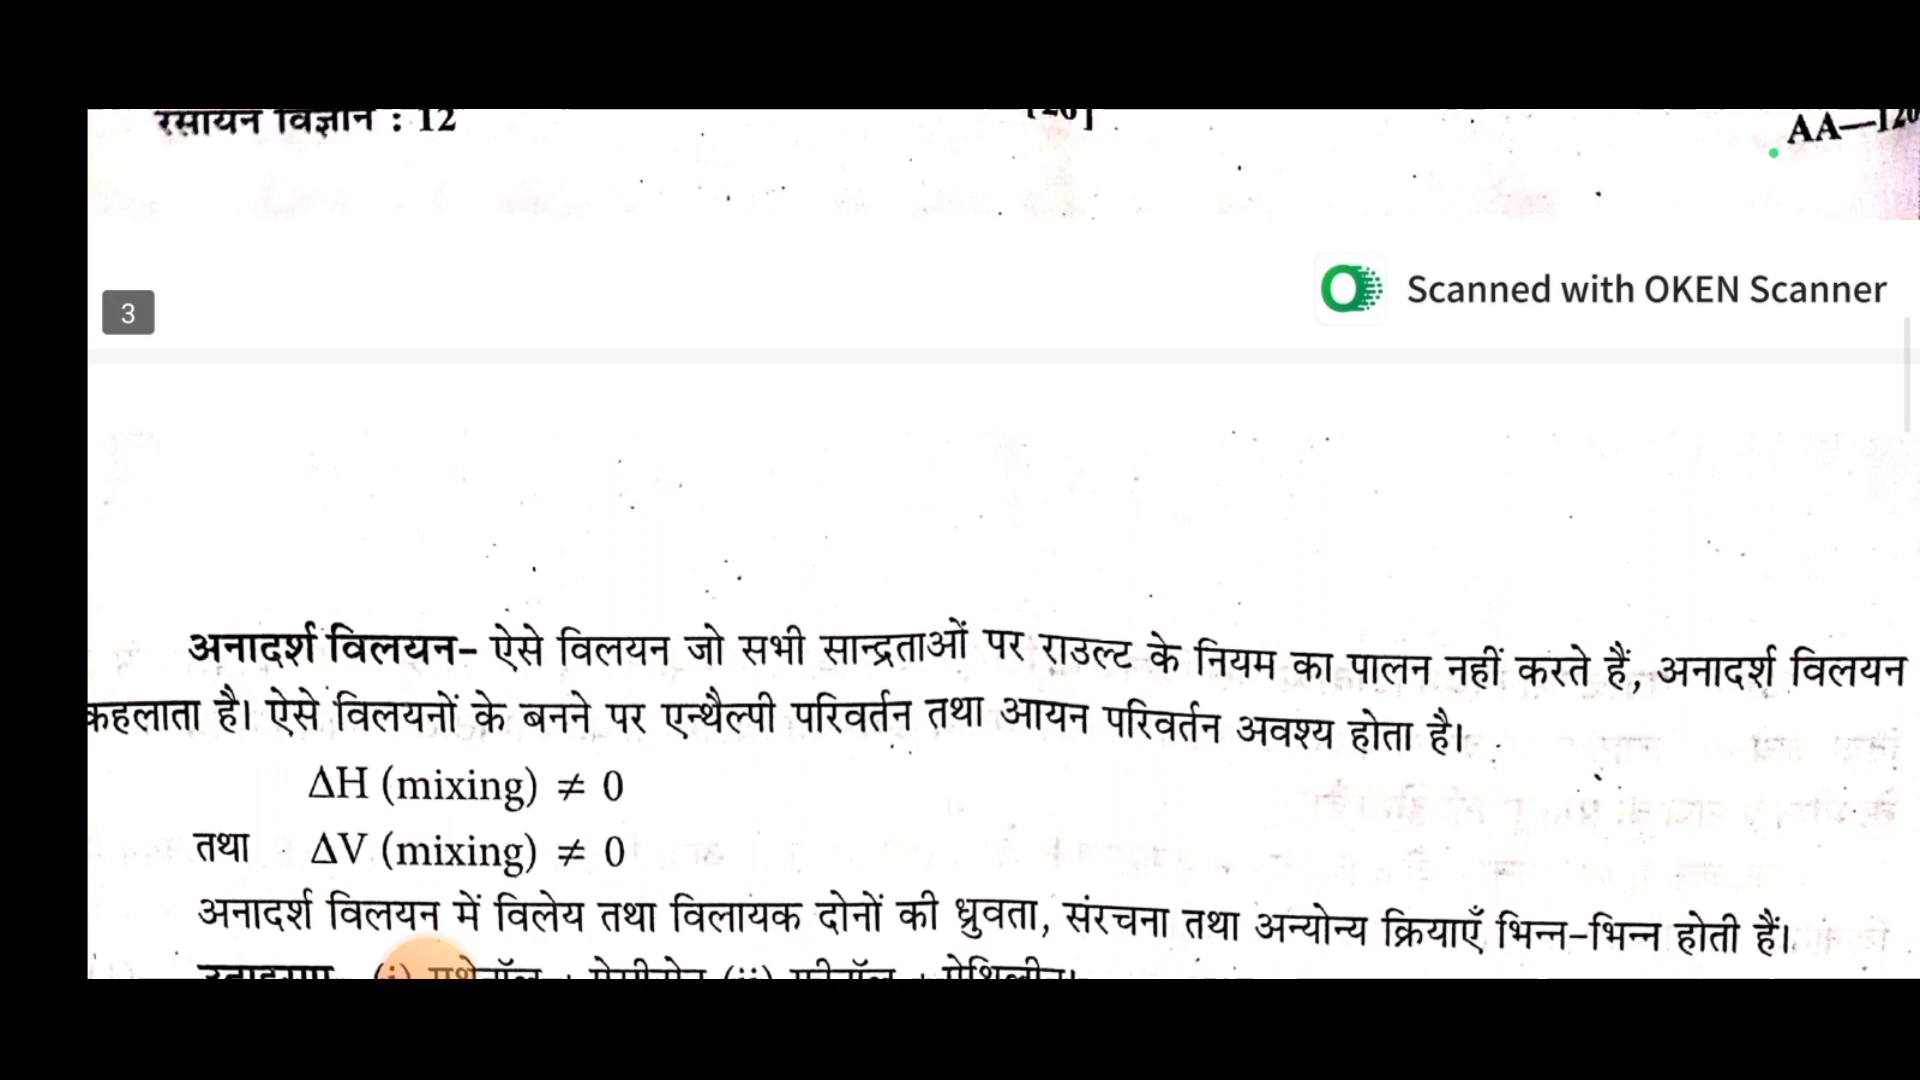 रसायन विज्ञान : 12
AA—120
Scanned with OKEN Scanner
3
अनादर्श विलयन– ऐसे विलयन जो सभी सान्द्रताओं पर राउल्ट के नियम का पालन नहीं करते हैं, अनादर्श विलयन
कहलाता है। ऐसे विलयनों के बनने पर एन्थैल्पी परिवर्तन तथा आयन परिवर्तन अवश्य होता है।
ΔH (mixing) ≠ 0
तथा ΔV (mixing) ≠ 0
अनादर्श विलयन में विलेय तथा विलायक दोनों की ध्रुवता, संरचना तथा अन्योन्य क्रियाएँ भिन्न-भिन्न होती हैं।